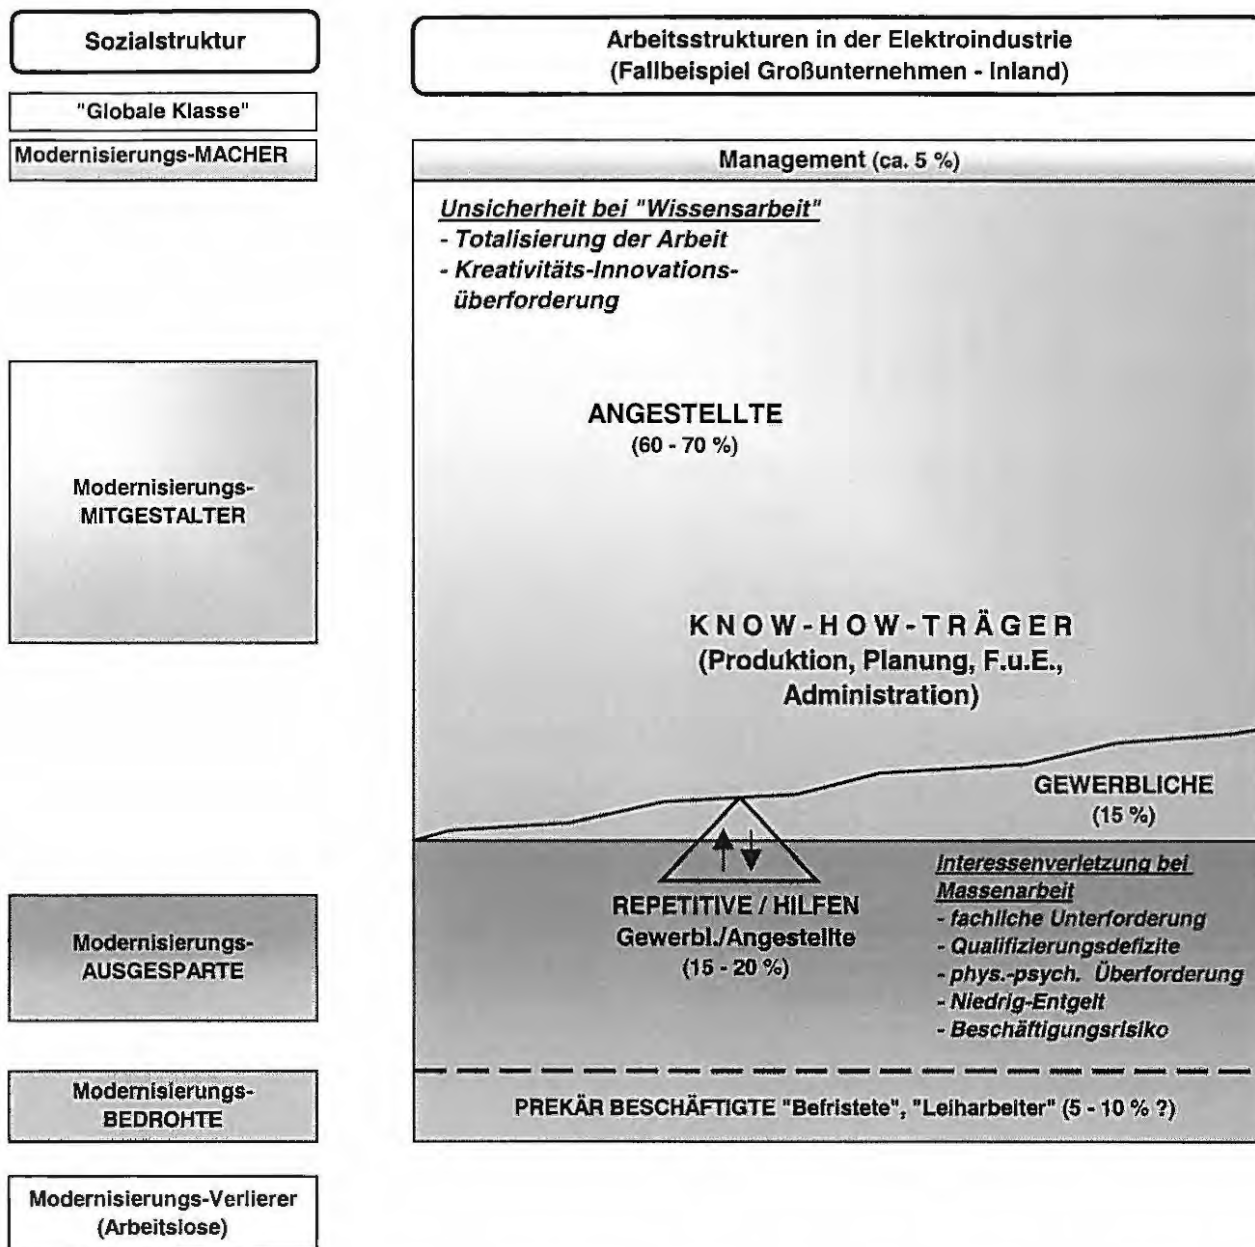 Sozialstruktur
"Globale Klasse"
Modernisierungs-MACHER
Modernisierungs-
MITGESTALTER
Modernisierungs-
AUSGESPARTE
Modernisierungs-
BEDROHTE
Modernisierungs-Verlierer
(Arbeitslose)
Arbeitsstrukturen in der Elektroindustrie
(Fallbeispiel Großunternehmen - Inland)
Management (ca. 5 %)
Unsicherheit bei "Wissensarbeit"
- Totalisierung der Arbeit
- Kreativitäts-Innovations-
überforderung
ANGESTELLTE
(60 - 70 %)
KNOW-HOW-TRÄGER
(Produktion, Planung, F.u.E.,
Administration)
GEWERBLICHE
(15 %)
REPETITIVE / HILFEN
Gewerbl./Angestellte
(15 - 20 %)
Interessenverletzung bei
Massenarbeit
- fachliche Unterforderung
- Qualifizierungsdefizite
- phys.-psych. Überforderung
- Niedrig-Entgelt
- Beschäftigungsrisiko
PREKÄR BESCHÄFTIGTE "Befristete", "Leiharbeiter" (5 - 10 % ?)